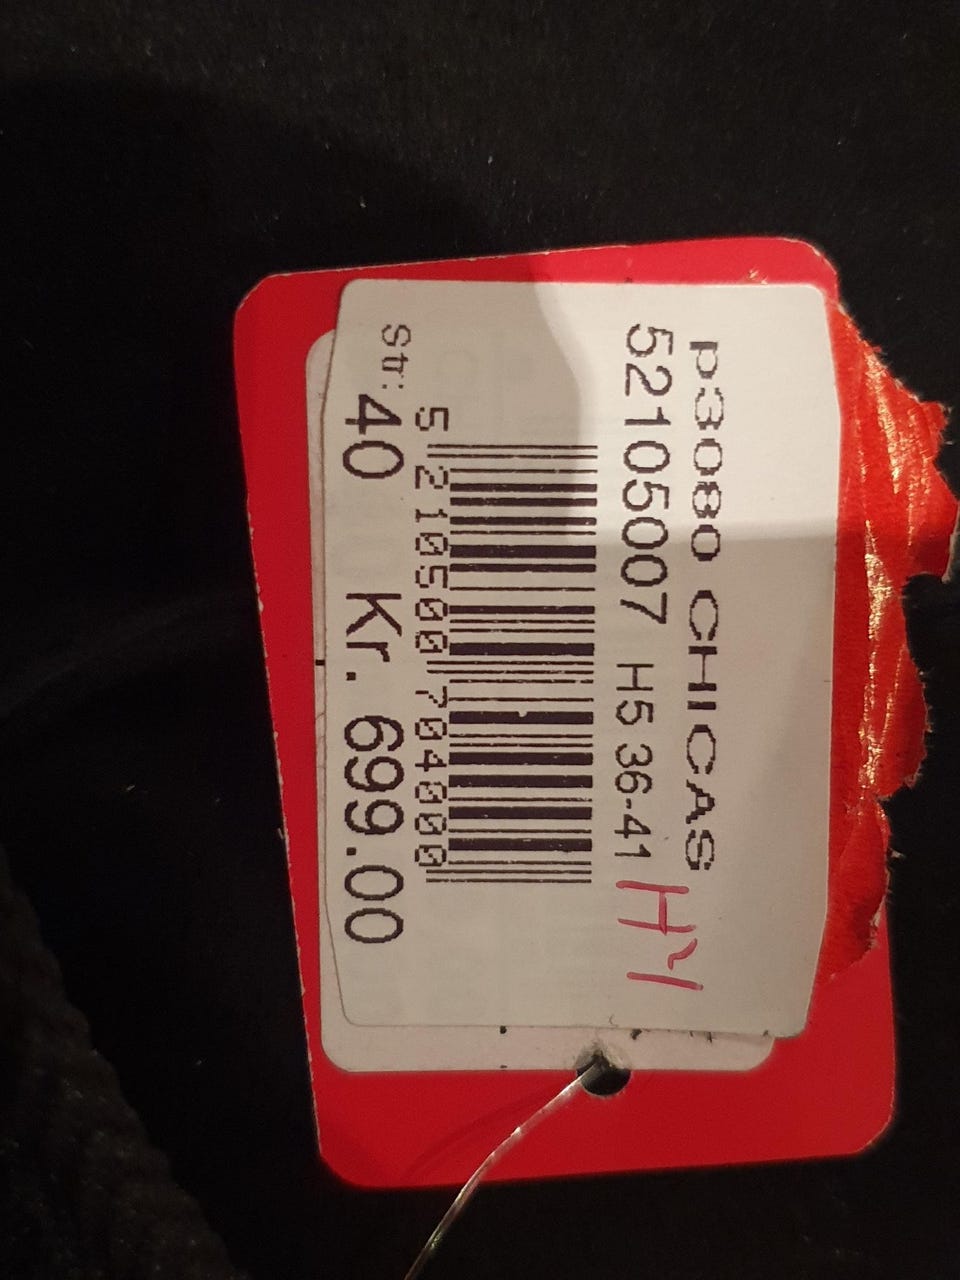 p3080 CHICAS
52105007 H5 36-41
5 210500 704000
Str: 40 Kr. 699.00